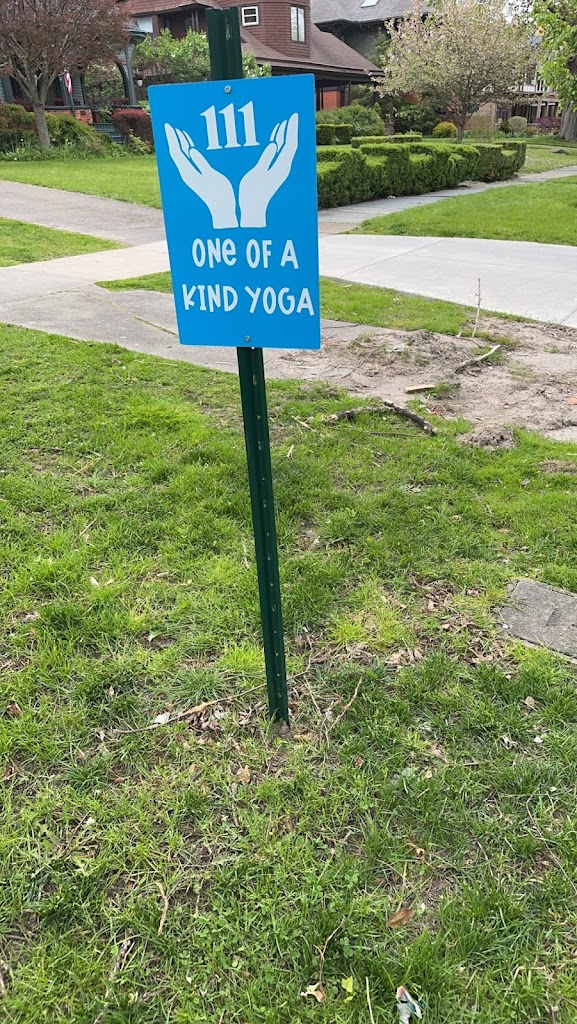 111
ONE OF A
KIND YOGA